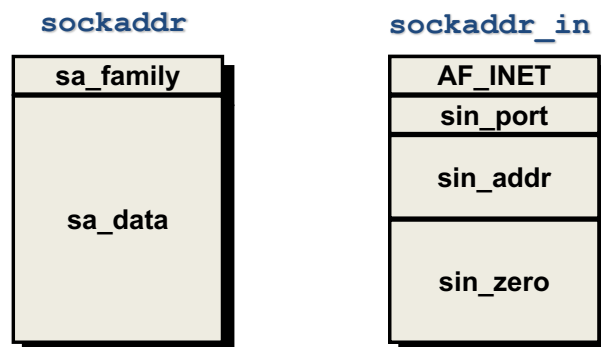 sockaddr
sa_family
sa_data
sockaddr_in
AF_INET
sin_port
sin_addr
sin_zero